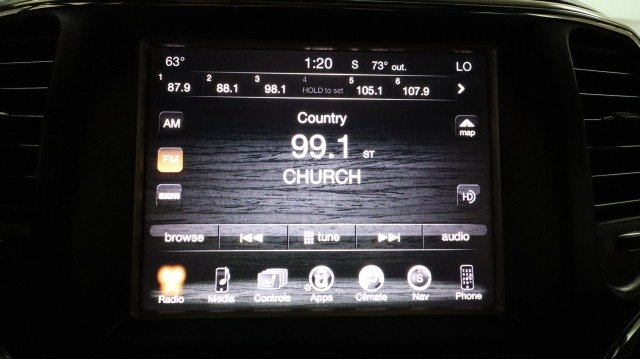 63° 1:20 S 73° out. LO
1 87.9 2 88.1 3 98.1 4 HOLD to set 5 105.1 6 107.9
Country
AM map
99.1 ST
FM
CHURCH
HD
browse tune audio
Radio Media Controls Apps Climate Nav Phone